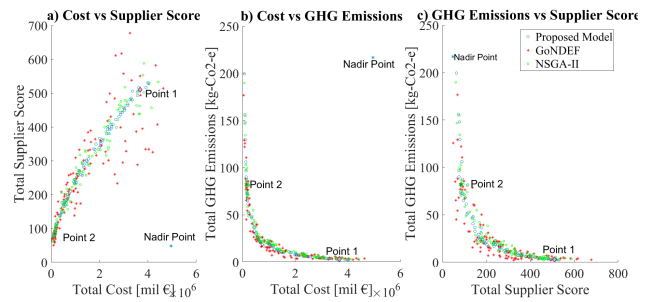 a) Cost vs Supplier Score
700
600
500
400
300
200
100
0
Total Supplier Score
Point 1
Point 2
Nadir Point
0
2
4
6
Total Cost [mil €]
×10^6
b) Cost vs GHG Emissions
250
200
150
100
50
0
Total GHG Emissions [kg-Co2-e]
Nadir Point
Point 2
Point 1
0
2
4
6
Total Cost [mil €]
×10^6
c) GHG Emissions vs Supplier Score
250
200
150
100
50
0
Total GHG Emissions [kg-Co2-e]
Proposed Model
GoNDEF
NSGA-II
Nadir Point
Point 2
Point 1
0
200
400
600
800
Total Supplier Score